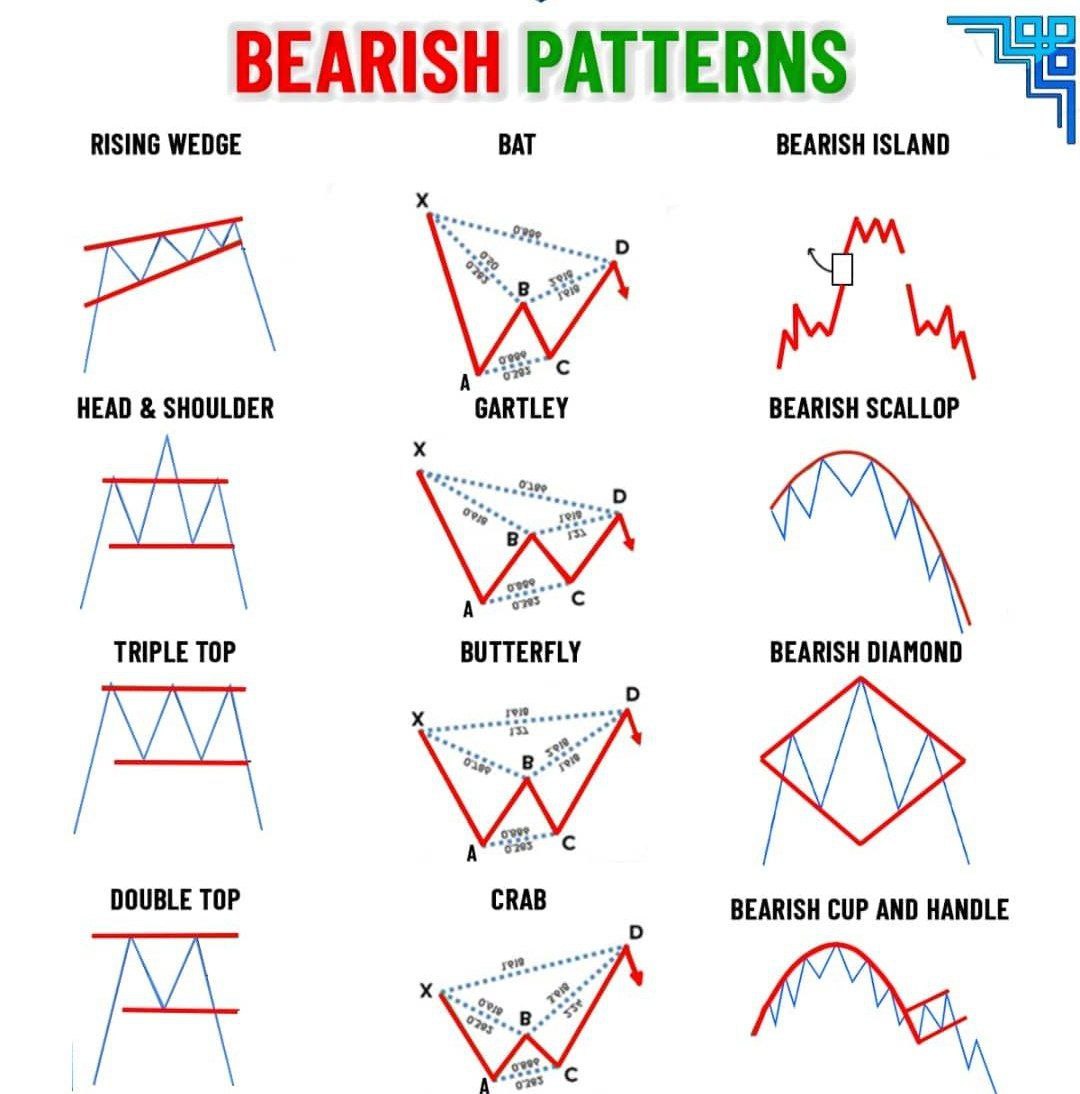 BEARISH PATTERNS
RISING WEDGE
BAT
X
0.886
D
0.50
0.382
B
2.618
1.618
0.886
0.382
A
C
BEARISH ISLAND
HEAD & SHOULDER
GARTLEY
X
0.786
D
0.618
1.618
1.27
B
0.886
0.382
A
C
BEARISH SCALLOP
TRIPLE TOP
BUTTERFLY
D
X
1.618
1.27
0.786
B
2.618
1.618
0.886
0.382
A
C
BEARISH DIAMOND
DOUBLE TOP
CRAB
D
1.618
X
0.618
0.382
B
3.618
2.24
0.886
0.382
A
C
BEARISH CUP AND HANDLE